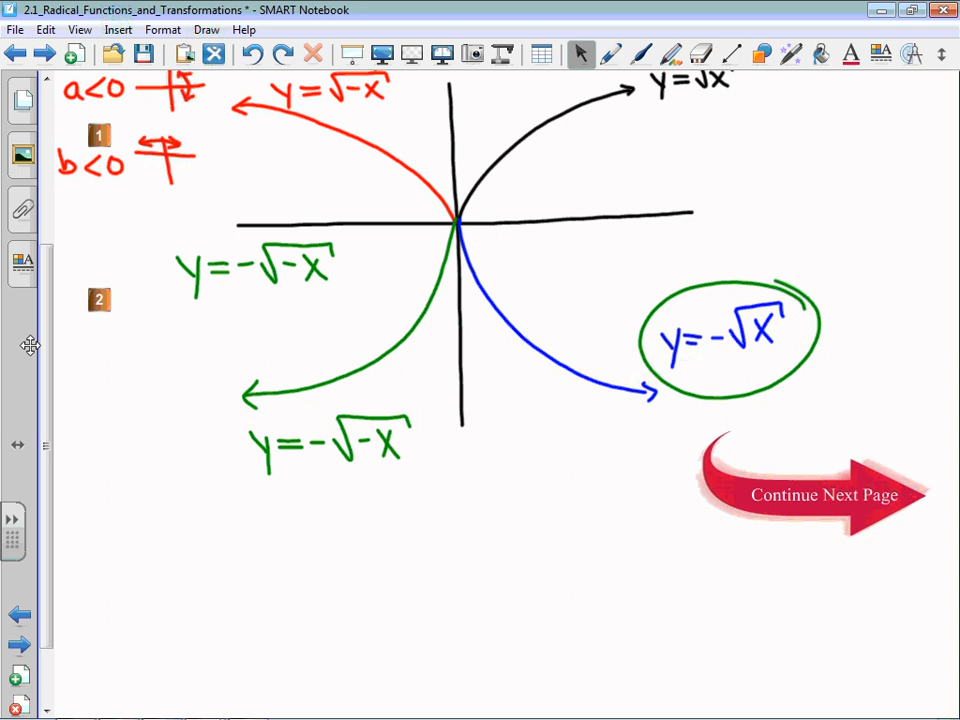 2.1_Radical_Functions_and_Transformations * - SMART Notebook
File Edit View Insert Format Draw Help
a<0
y=√-x
y=√x
1
b<0
y=-√-x
2
y=-√x
y=-√-x
Continue Next Page